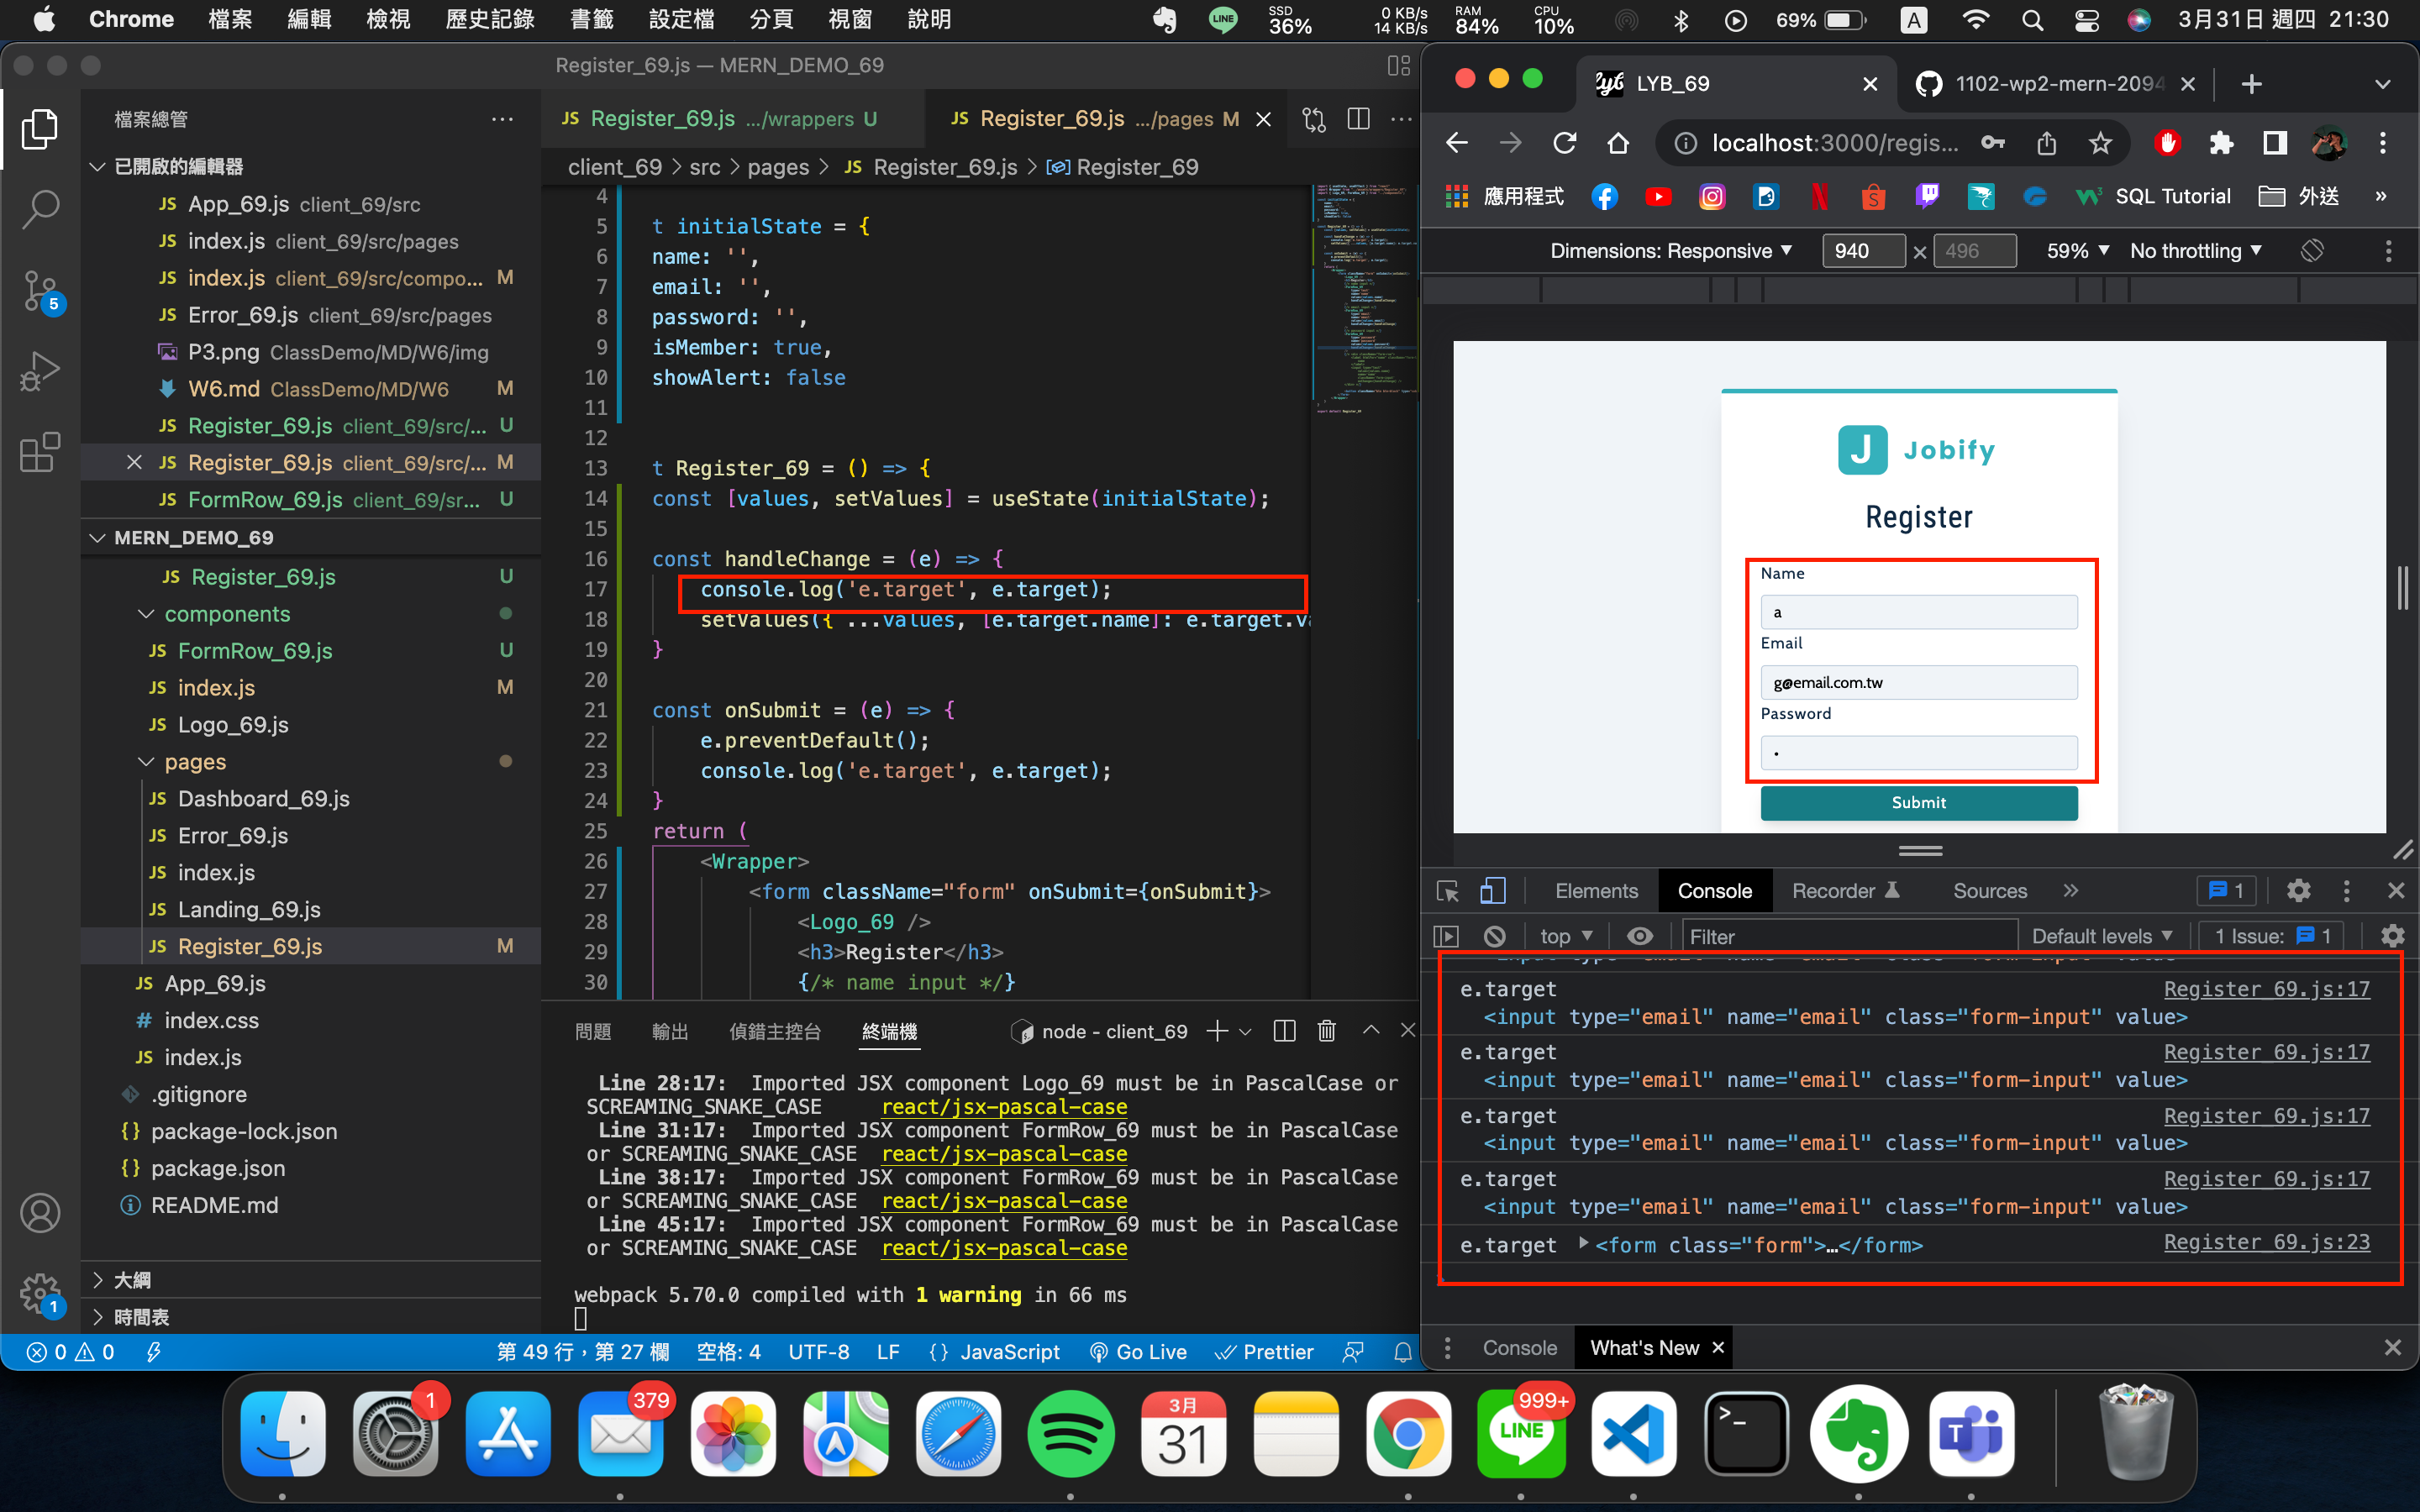 Chrome 檔案 編輯 檢視 歷史記錄 書籤 設定檔 分頁 視窗 說明
LINE SSD 36% 0 KB/s 14 KB/s RAM 84% CPU 10% 69% A 3月31日 週四 21:30
Register_69.js — MERN_DEMO_69
檔案總管
已開啟的編輯器
JS App_69.js client_69/src
JS index.js client_69/src/pages
JS index.js client_69/src/compo... M
JS Error_69.js client_69/src/pages
P3.png ClassDemo/MD/W6/img
W6.md ClassDemo/MD/W6 M
JS Register_69.js client_69/src/... U
JS Register_69.js client_69/src/... M
JS FormRow_69.js client_69/sr... U
MERN_DEMO_69
JS Register_69.js U
components
JS FormRow_69.js U
JS index.js M
JS Logo_69.js
pages
JS Dashboard_69.js
JS Error_69.js
JS index.js
JS Landing_69.js
JS Register_69.js M
JS App_69.js
# index.css
JS index.js
.gitignore
{} package-lock.json
{} package.json
README.md
大綱
時間表
5
1
JS Register_69.js .../wrappers U
JS Register_69.js .../pages M
client_69 > src > pages > JS Register_69.js > Register_69
4
5 t initialState = {
6 name: '',
7 email: '',
8 password: '',
9 isMember: true,
10 showAlert: false
11
12
13 t Register_69 = () => {
14 const [values, setValues] = useState(initialState);
15
16 const handleChange = (e) => {
17 console.log('e.target', e.target);
18 setValues({ ...values, [e.target.name]: e.target.va
19 }
20
21 const onSubmit = (e) => {
22 e.preventDefault();
23 console.log('e.target', e.target);
24 }
25 return (
26 <Wrapper>
27 <form className="form" onSubmit={onSubmit}>
28 <Logo_69 />
29 <h3>Register</h3>
30 {/* name input */}
問題 輸出 偵錯主控台 終端機 node - client_69
Line 28:17: Imported JSX component Logo_69 must be in PascalCase or
SCREAMING_SNAKE_CASE react/jsx-pascal-case
Line 31:17: Imported JSX component FormRow_69 must be in PascalCase
or SCREAMING_SNAKE_CASE react/jsx-pascal-case
Line 38:17: Imported JSX component FormRow_69 must be in PascalCase
or SCREAMING_SNAKE_CASE react/jsx-pascal-case
Line 45:17: Imported JSX component FormRow_69 must be in PascalCase
or SCREAMING_SNAKE_CASE react/jsx-pascal-case
webpack 5.70.0 compiled with 1 warning in 66 ms
0 0 第 49 行，第 27 欄 空格: 4 UTF-8 LF {} JavaScript Go Live Prettier
lyb LYB_69 1102-wp2-mern-2094
localhost:3000/regis...
應用程式 SQL Tutorial 外送 »
Dimensions: Responsive 940 × 496 59% No throttling
J Jobify
Register
Name
a
Email
g@email.com.tw
Password
•
Submit
Elements Console Recorder Sources » 1
top Filter Default levels 1 Issue: 1
<input type="email" name="email" class="form-input" value>
e.target Register_69.js:17
<input type="email" name="email" class="form-input" value>
e.target Register_69.js:17
<input type="email" name="email" class="form-input" value>
e.target Register_69.js:17
<input type="email" name="email" class="form-input" value>
e.target Register_69.js:17
<input type="email" name="email" class="form-input" value>
e.target <form class="form">…</form> Register_69.js:23
Console What's New
1
379
3月
31
999+
LINE
>_
T